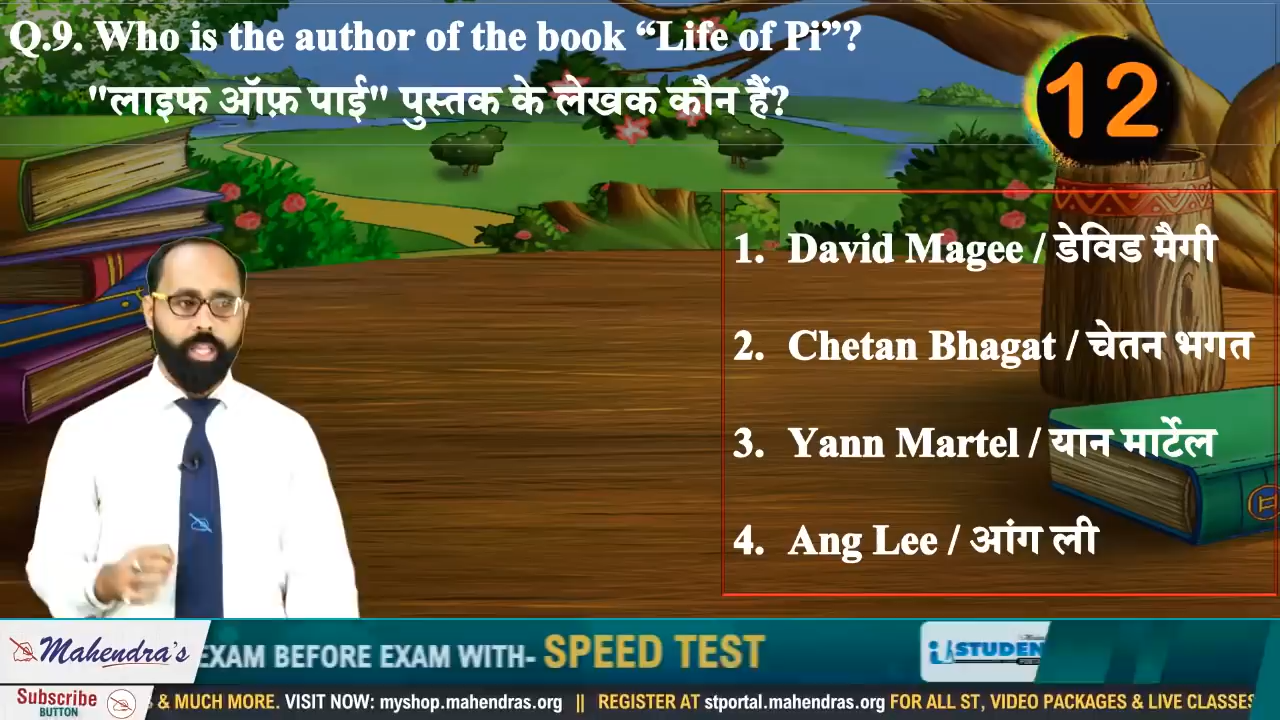 Q.9. Who is the author of the book “Life of Pi”?
"लाइफ ऑफ़ पाई" पुस्तक के लेखक कौन हैं?
12
1. David Magee / डेविड मैगी
2. Chetan Bhagat / चेतन भगत
3. Yann Martel / यान मार्टेल
4. Ang Lee / आंग ली
Mahendra's
EXAM BEFORE EXAM WITH- SPEED TEST
STUDEN
Subscribe
BUTTON
& MUCH MORE. VISIT NOW: myshop.mahendras.org || REGISTER AT stportal.mahendras.org FOR ALL ST, VIDEO PACKAGES & LIVE CLASSES